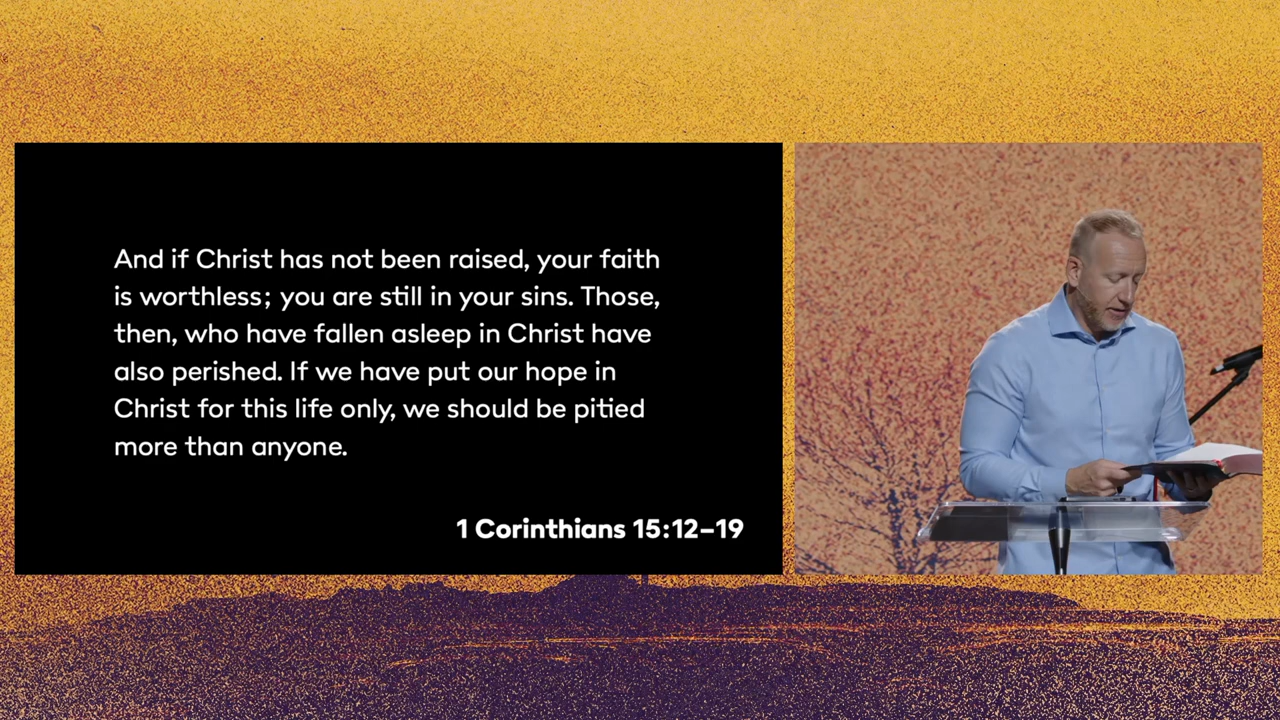 And if Christ has not been raised, your faith
is worthless; you are still in your sins. Those,
then, who have fallen asleep in Christ have
also perished. If we have put our hope in
Christ for this life only, we should be pitied
more than anyone.
1 Corinthians 15:12–19